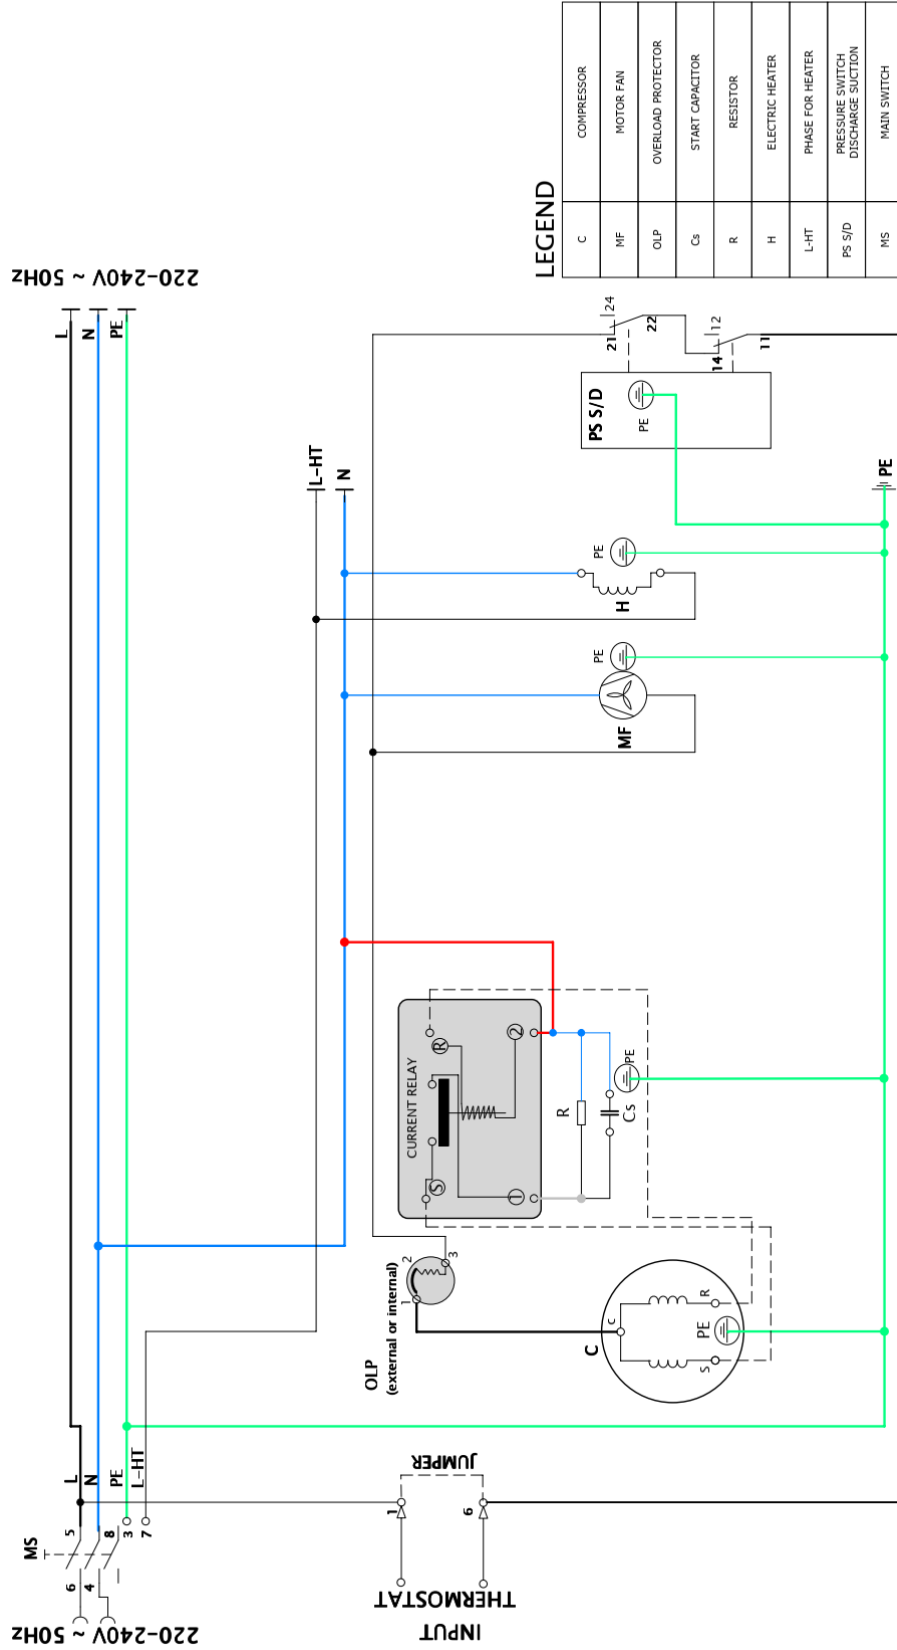 220-240V ~ 50Hz
L
N
PE
LEGEND
C COMPRESSOR
MF MOTOR FAN
OLP OVERLOAD PROTECTOR
Cs START CAPACITOR
R RESISTOR
H ELECTRIC HEATER
L-HT PHASE FOR HEATER
PS S/D PRESSURE SWITCH
DISCHARGE SUCTION
MS MAIN SWITCH
L-HT
N
PS S/D
PE
21
24
22
14
12
11
PE
PE
H
PE
MF
CURRENT RELAY
R
2
S
1
R
Cs
PE
OLP
(external or internal)
1
2
3
C
c
R
S
PE
MS
L
N
PE
L-HT
5
8
3
7
6
4
220-240V ~ 50Hz
JUMPER
1
6
INPUT
THERMOSTAT